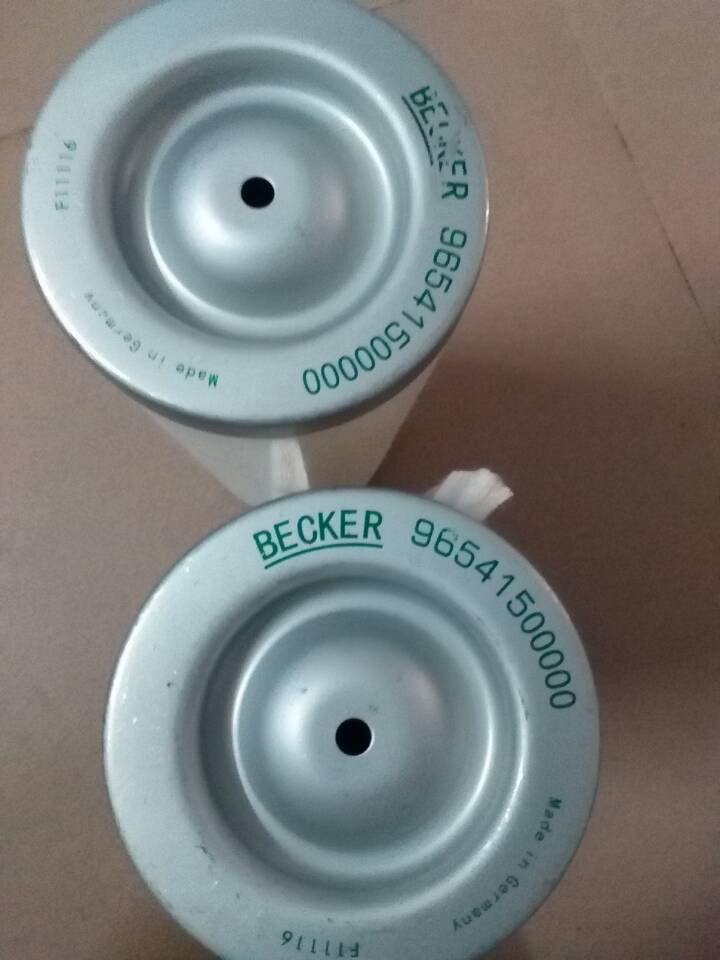 BECKER 96541500000
Made in Germany
F11116
BECKER 96541500000
Made in Germany
F11116